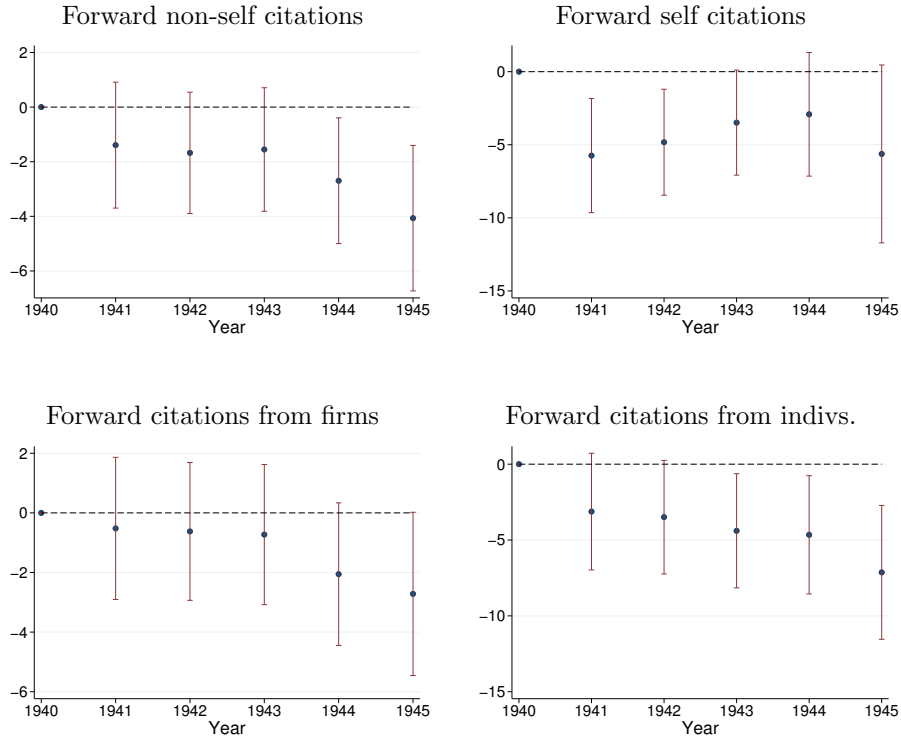 Forward non-self citations
2
0
−2
−4
−6
1940 1941 1942 1943 1944 1945
Year
Forward self citations
0
−5
−10
−15
1940 1941 1942 1943 1944 1945
Year
Forward citations from firms
2
0
−2
−4
−6
1940 1941 1942 1943 1944 1945
Year
Forward citations from indivs.
0
−5
−10
−15
1940 1941 1942 1943 1944 1945
Year